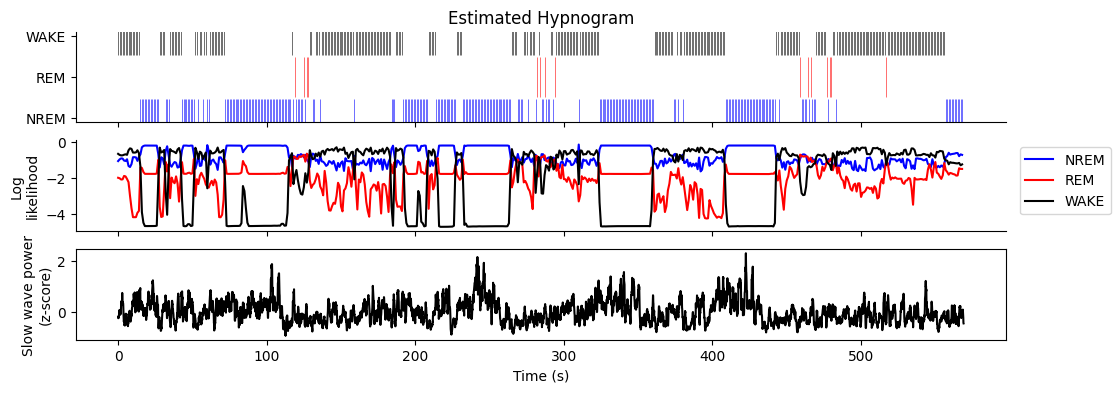 Estimated Hypnogram
WAKE
REM
NREM
0
−2
−4
Log
likelihood
NREM
REM
WAKE
2
0
Slow wave power
(z-score)
0
100
200
300
400
500
Time (s)